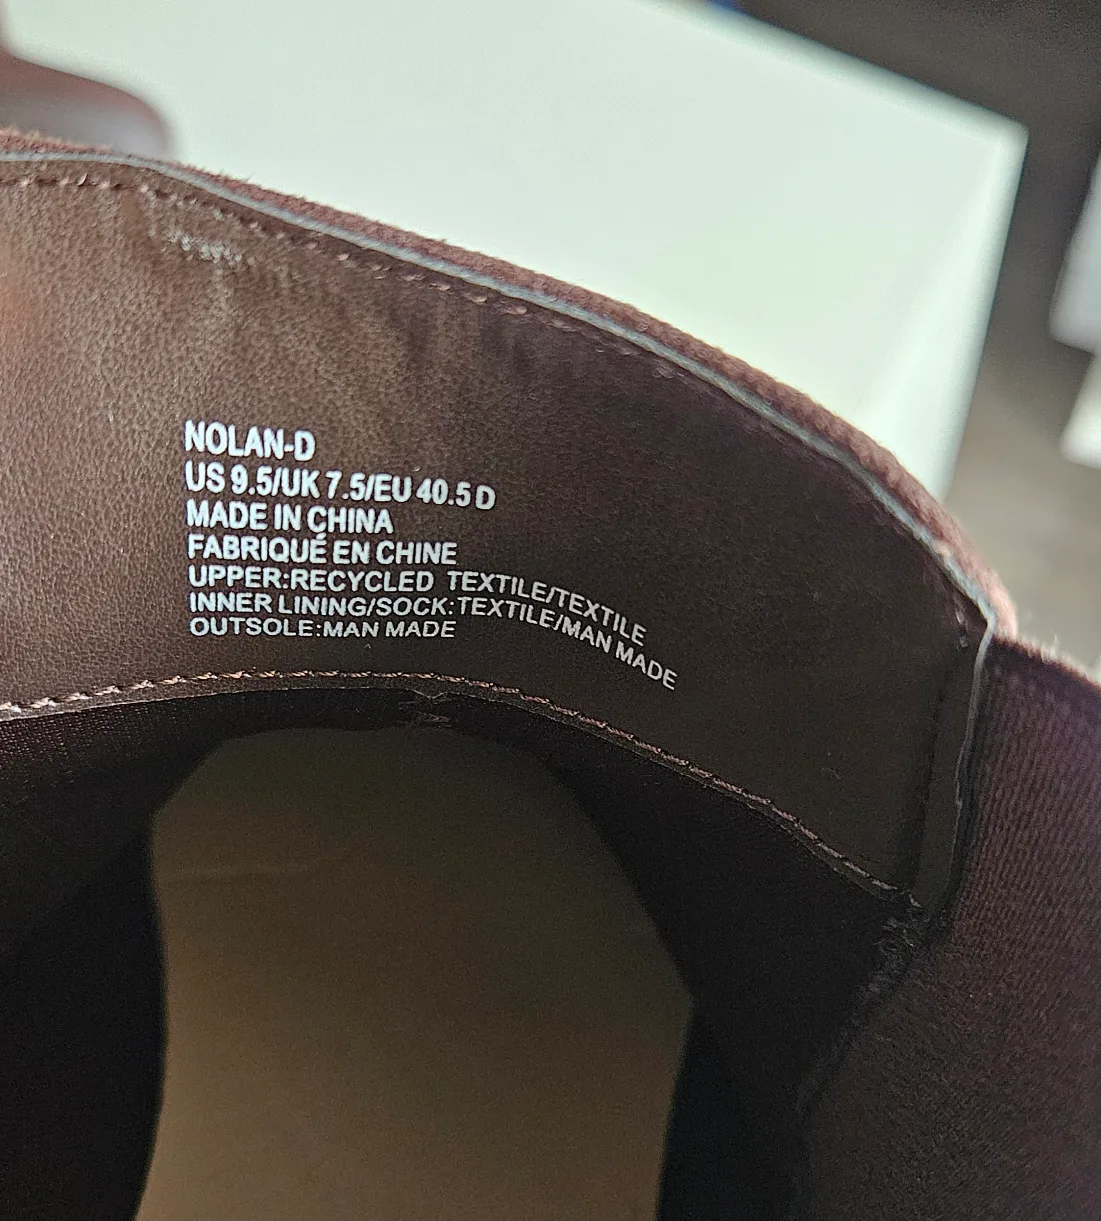 NOLAN-D
US 9.5/UK 7.5/EU 40.5 D
MADE IN CHINA
FABRIQUÉ EN CHINE
UPPER:RECYCLED TEXTILE/TEXTILE
INNER LINING/SOCK:TEXTILE/MAN MADE
OUTSOLE:MAN MADE